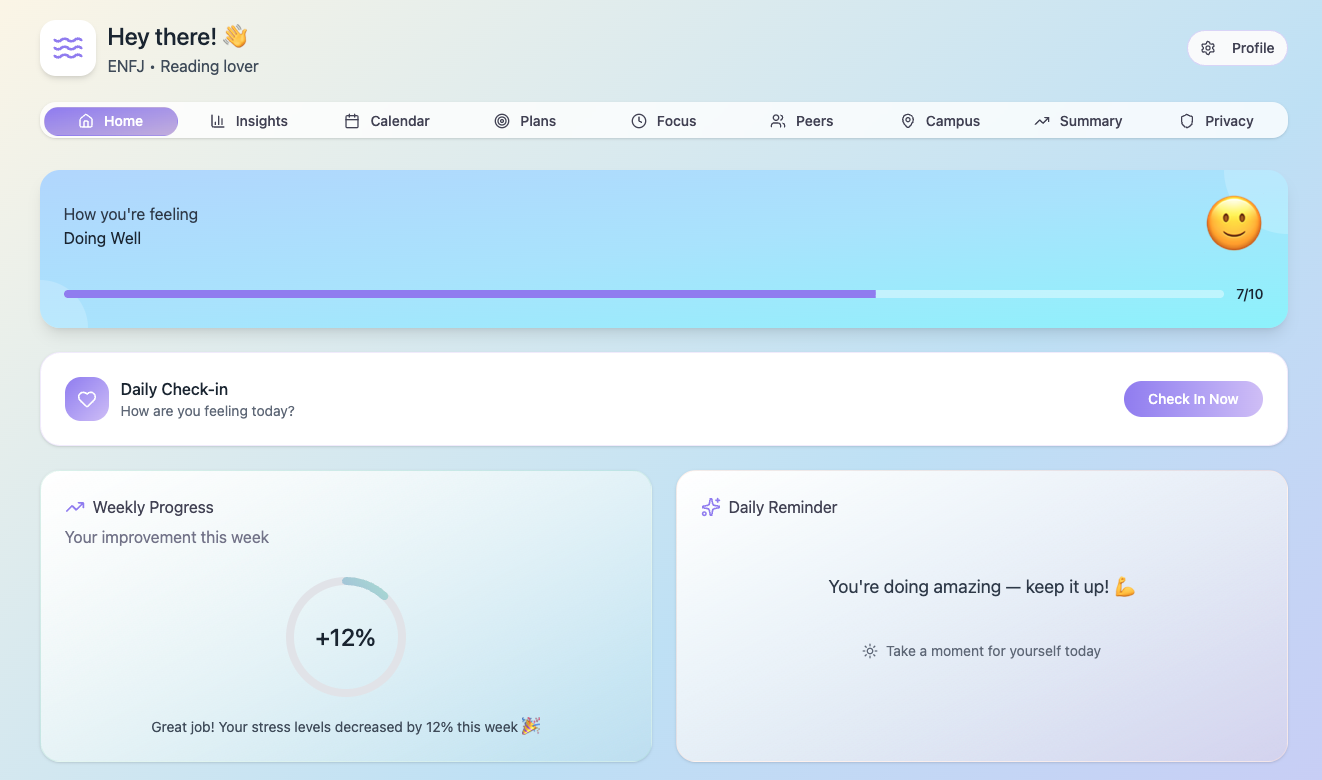 Hey there! 👋
ENFJ • Reading lover
Profile
Home
Insights
Calendar
Plans
Focus
Peers
Campus
Summary
Privacy
How you're feeling
Doing Well
7/10
Daily Check-in
How are you feeling today?
Check In Now
Weekly Progress
Your improvement this week
+12%
Great job! Your stress levels decreased by 12% this week 🎉
Daily Reminder
You're doing amazing — keep it up! 💪
Take a moment for yourself today